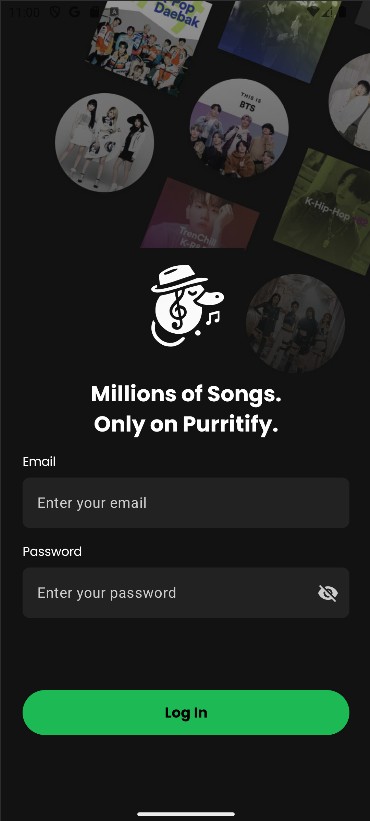 11:00
Pop
Daebak
THIS IS
BTS
K-Hip-Hop
TrenChill
Millions of Songs.
Only on Purritify.
Email
Enter your email
Password
Enter your password
Log In